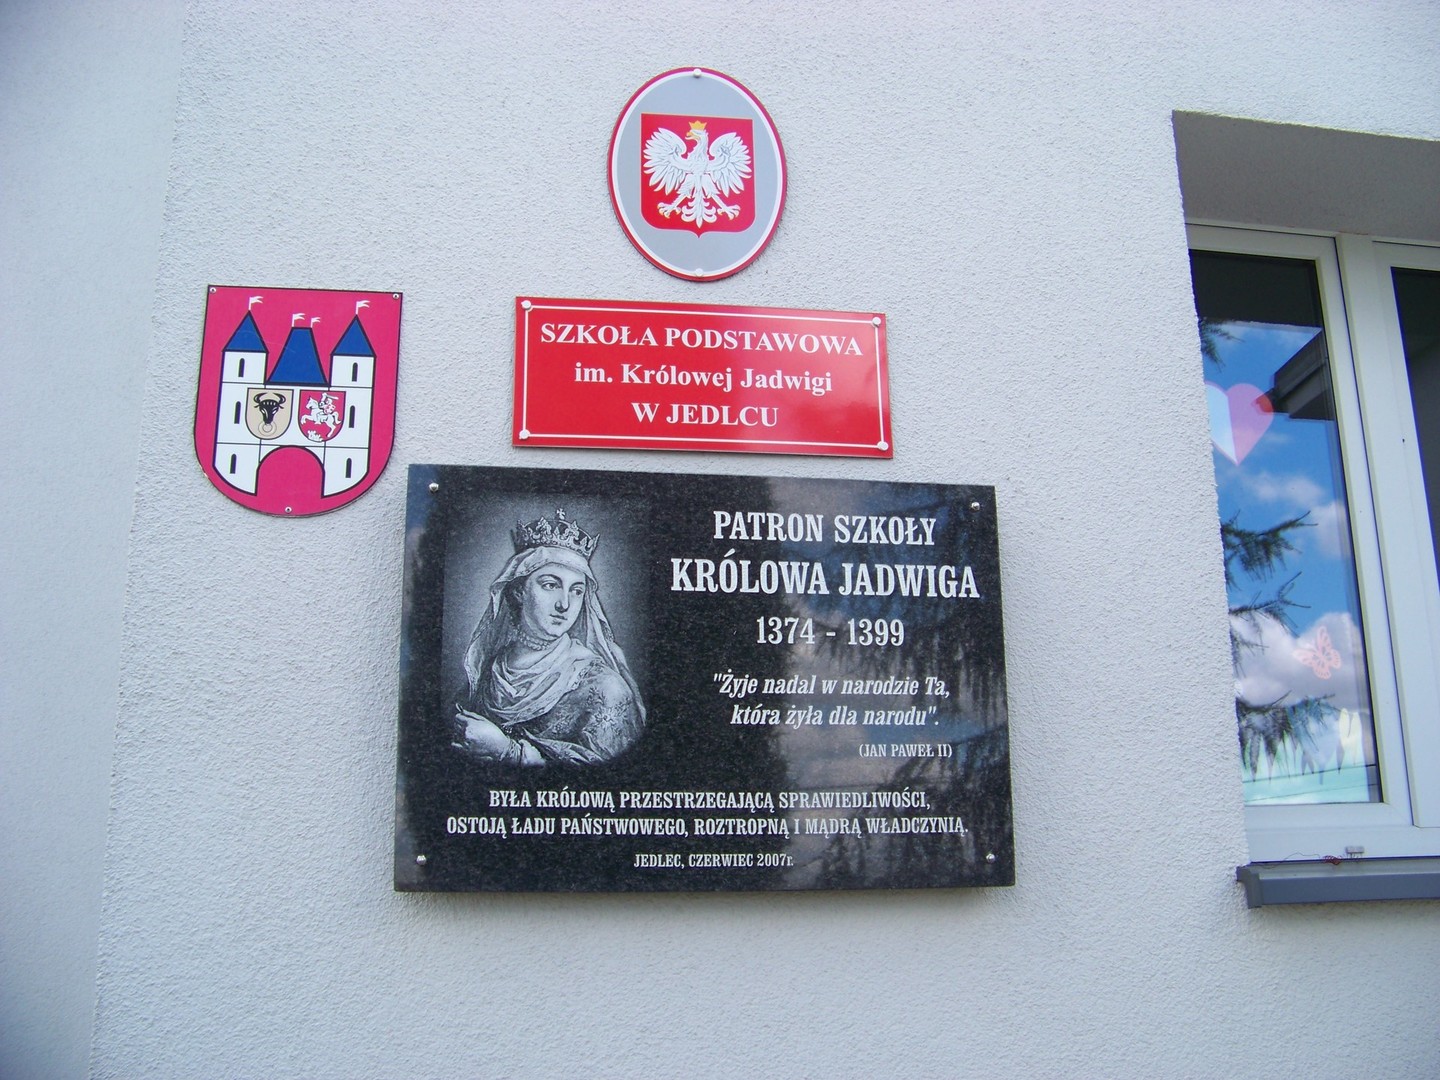 SZKOŁA PODSTAWOWA
im. Królowej Jadwigi
W JEDLCU
PATRON SZKOŁY
KRÓLOWA JADWIGA
1374 - 1399
"Żyje nadal w narodzie Ta,
która żyła dla narodu".
(JAN PAWEŁ II)
BYŁA KRÓLOWĄ PRZESTRZEGAJĄCĄ SPRAWIEDLIWOŚCI,
OSTOJĄ ŁADU PAŃSTWOWEGO, ROZTROPNĄ I MĄDRĄ WŁADCZYNIĄ.
JEDLEC, CZERWIEC 2007r.